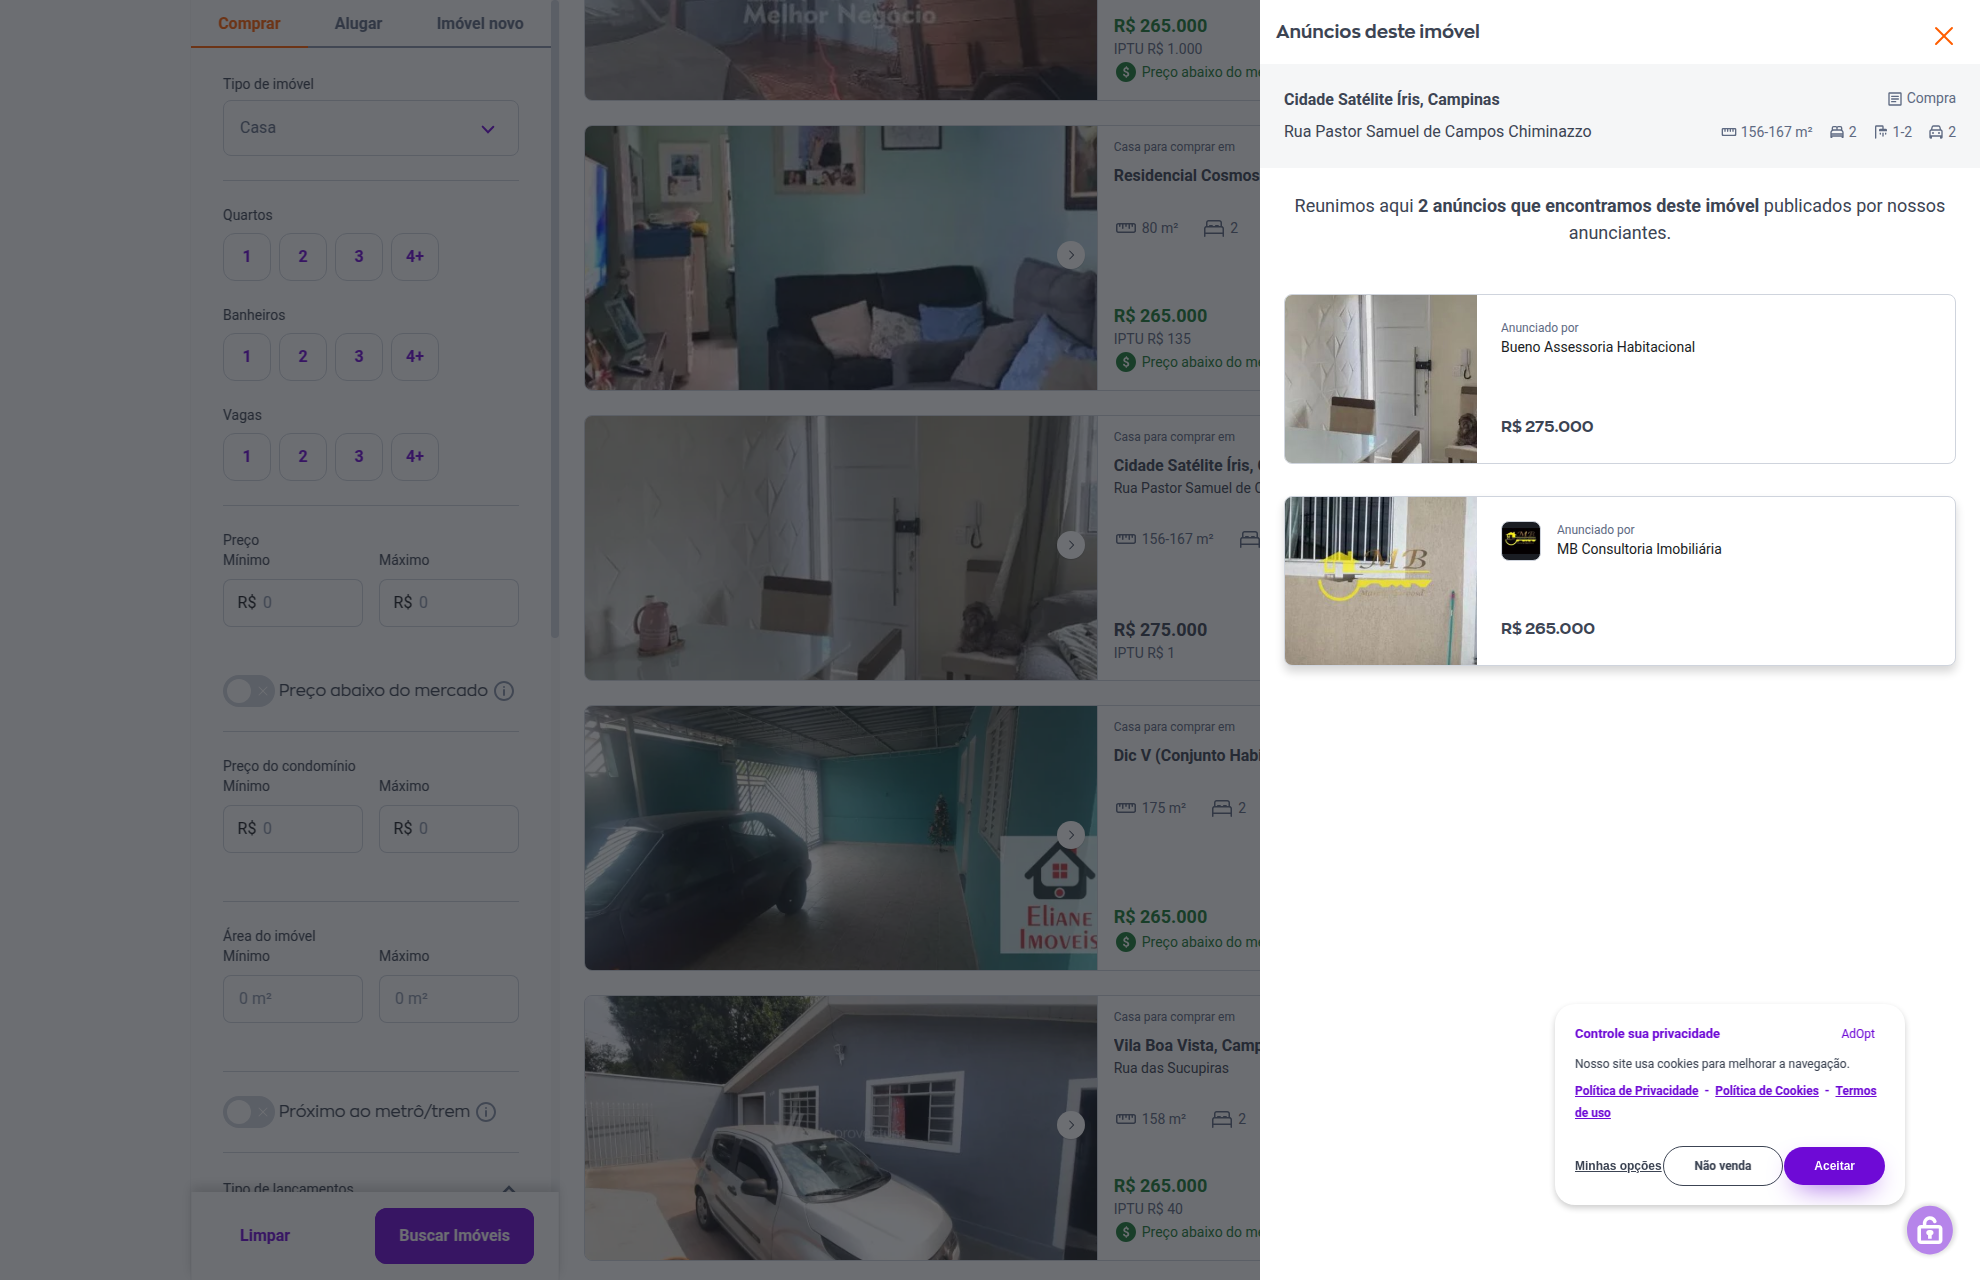 Comprar
Alugar
Imóvel novo
Tipo de imóvel
Casa
Quartos
1
2
3
4+
Banheiros
1
2
3
4+
Vagas
1
2
3
4+
Preço
Mínimo
Máximo
R$ 0
R$ 0
Preço abaixo do mercado
Preço do condomínio
Mínimo
Máximo
R$ 0
R$ 0
Área do imóvel
Mínimo
Máximo
0 m²
0 m²
Próximo ao metrô/trem
Tipo de lançamentos
Limpar
Buscar Imóveis
Melhor Negócio
R$ 265.000
IPTU R$ 1.000
Preço abaixo do me
Casa para comprar em
Residencial Cosmos
80 m²
2
R$ 265.000
IPTU R$ 135
Preço abaixo do me
Casa para comprar em
Cidade Satélite Íris,
Rua Pastor Samuel de C
156-167 m²
R$ 275.000
IPTU R$ 1
Casa para comprar em
Dic V (Conjunto Habi
175 m²
2
R$ 265.000
Preço abaixo do me
ELIANE
IMOVEIS
Casa para comprar em
Vila Boa Vista, Camp
Rua das Sucupiras
158 m²
2
R$ 265.000
IPTU R$ 40
Preço abaixo do me
Anúncios deste imóvel
Cidade Satélite Íris, Campinas
Compra
Rua Pastor Samuel de Campos Chiminazzo
156-167 m²
2
1-2
2
Reunimos aqui 2 anúncios que encontramos deste imóvel publicados por nossos
anunciantes.
Anunciado por
Bueno Assessoria Habitacional
R$ 275.000
MB
Anunciado por
MB Consultoria Imobiliária
R$ 265.000
Controle sua privacidade
AdOpt
Nosso site usa cookies para melhorar a navegação.
Política de Privacidade - Política de Cookies - Termos
de uso
Minhas opções
Não venda
Aceitar